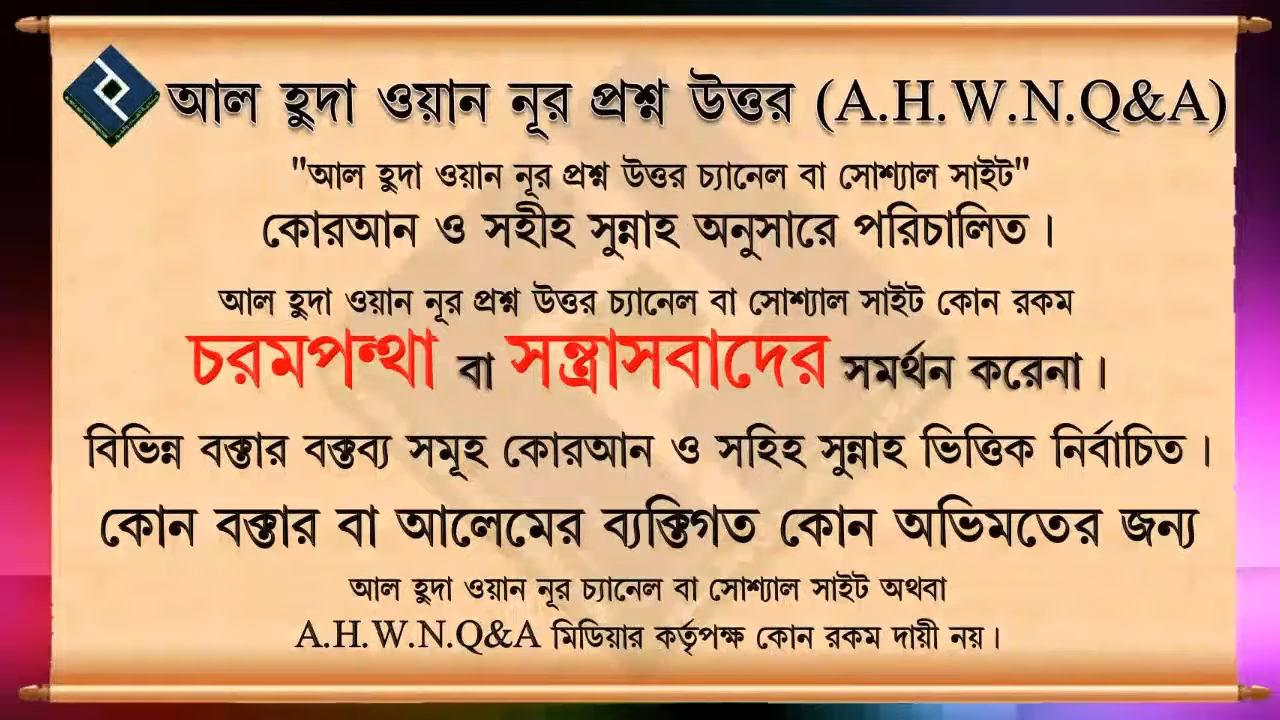 আল হুদা ওয়ান নূর প্রশ্ন উত্তর (A.H.W.N.Q&A)
"আল হুদা ওয়ান নূর প্রশ্ন উত্তর চ্যানেল বা সোশ্যাল সাইট"
কোরআন ও সহীহ সুন্নাহ অনুসারে পরিচালিত।
আল হুদা ওয়ান নূর প্রশ্ন উত্তর চ্যানেল বা সোশ্যাল সাইট কোন রকম
চরমপন্থা বা সন্ত্রাসবাদের সমর্থন করেনা।
বিভিন্ন বক্তার বক্তব্য সমূহ কোরআন ও সহিহ সুন্নাহ ভিত্তিক নির্বাচিত।
কোন বক্তার বা আলেমের ব্যক্তিগত কোন অভিমতের জন্য
আল হুদা ওয়ান নূর চ্যানেল বা সোশ্যাল সাইট অথবা
A.H.W.N.Q&A মিডিয়ার কর্তৃপক্ষ কোন রকম দায়ী নয়।